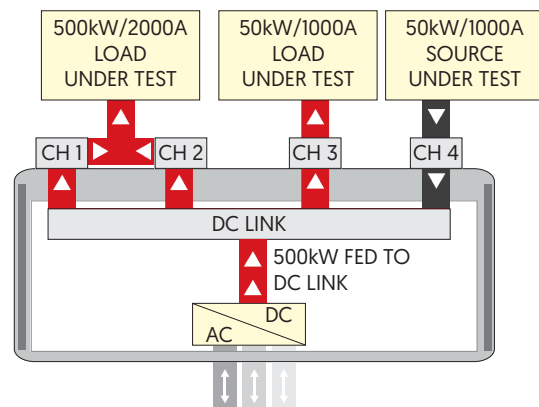 500kW/2000A
LOAD
UNDER TEST
50kW/1000A
LOAD
UNDER TEST
50kW/1000A
SOURCE
UNDER TEST
CH 1
CH 2
CH 3
CH 4
DC LINK
500kW FED TO
DC LINK
DC
AC